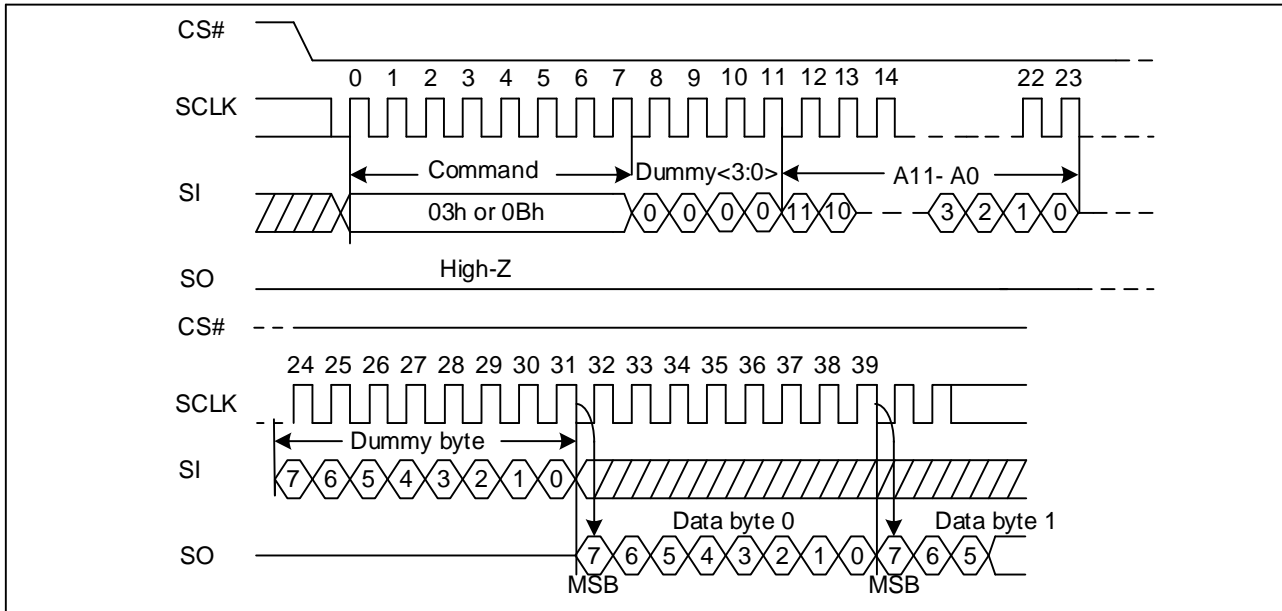 CS#
0 1 2 3 4 5 6 7 8 9 10 11 12 13 14 22 23
SCLK
Command Dummy<3:0> A11- A0
SI
03h or 0Bh 0 0 0 0 11 10 3 2 1 0
High-Z
SO
CS#
24 25 26 27 28 29 30 31 32 33 34 35 36 37 38 39
SCLK
Dummy byte
SI
7 6 5 4 3 2 1 0
Data byte 0 Data byte 1
SO
7 6 5 4 3 2 1 0 7 6 5
MSB MSB